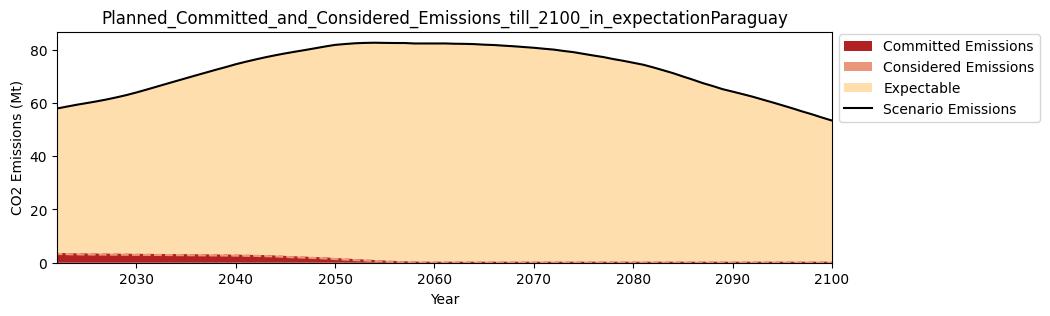 Planned_Committed_and_Considered_Emissions_till_2100_in_expectationParaguay
Committed Emissions
Considered Emissions
Expectable
Scenario Emissions
CO2 Emissions (Mt)
80
60
40
20
0
2030
2040
2050
2060
2070
2080
2090
2100
Year